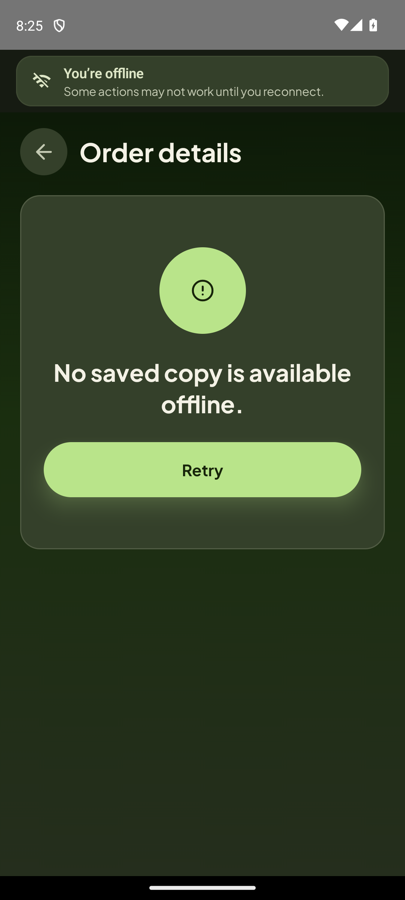 8:25
You’re offline
Some actions may not work until you reconnect.
Order details
No saved copy is available
offline.
Retry